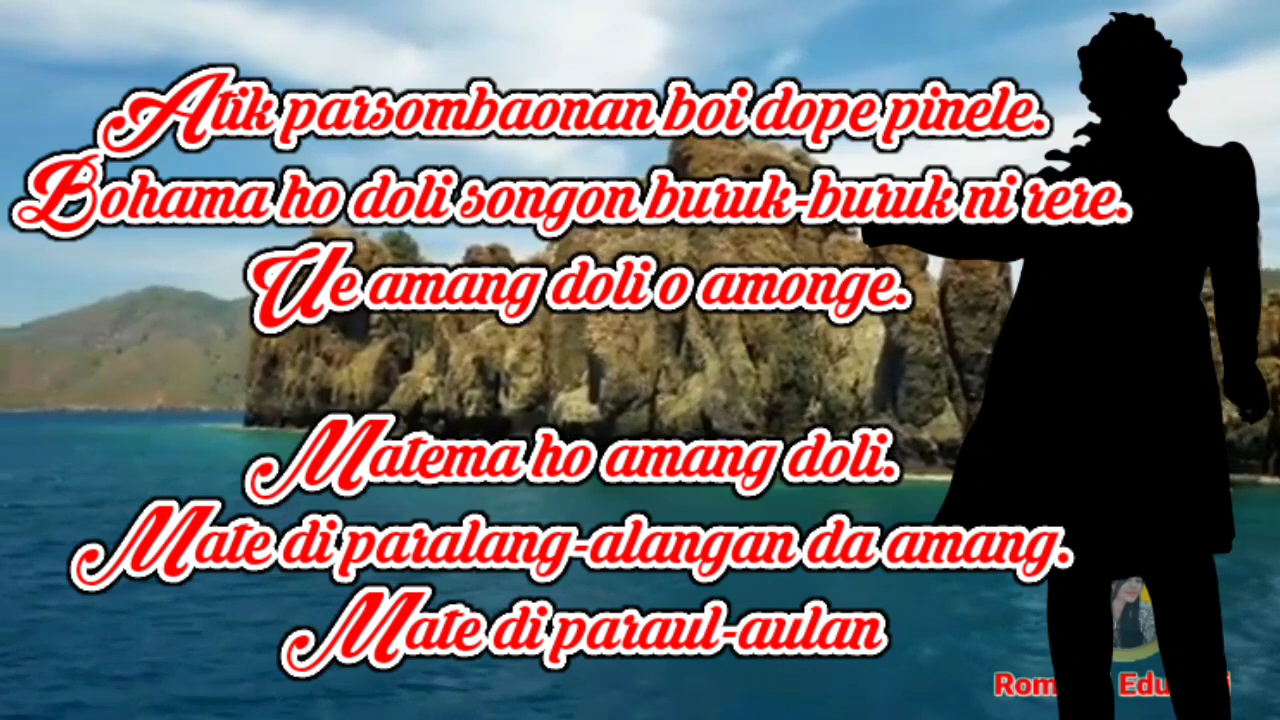 Atik parsombaonan boi dope pinele.
Bohama ho doli songon buruk-buruk ni rere.
Ue amang doli o amonge.
Matema ho amang doli.
Mate di paralang-alangan da amang.
Mate di paraul-aulan